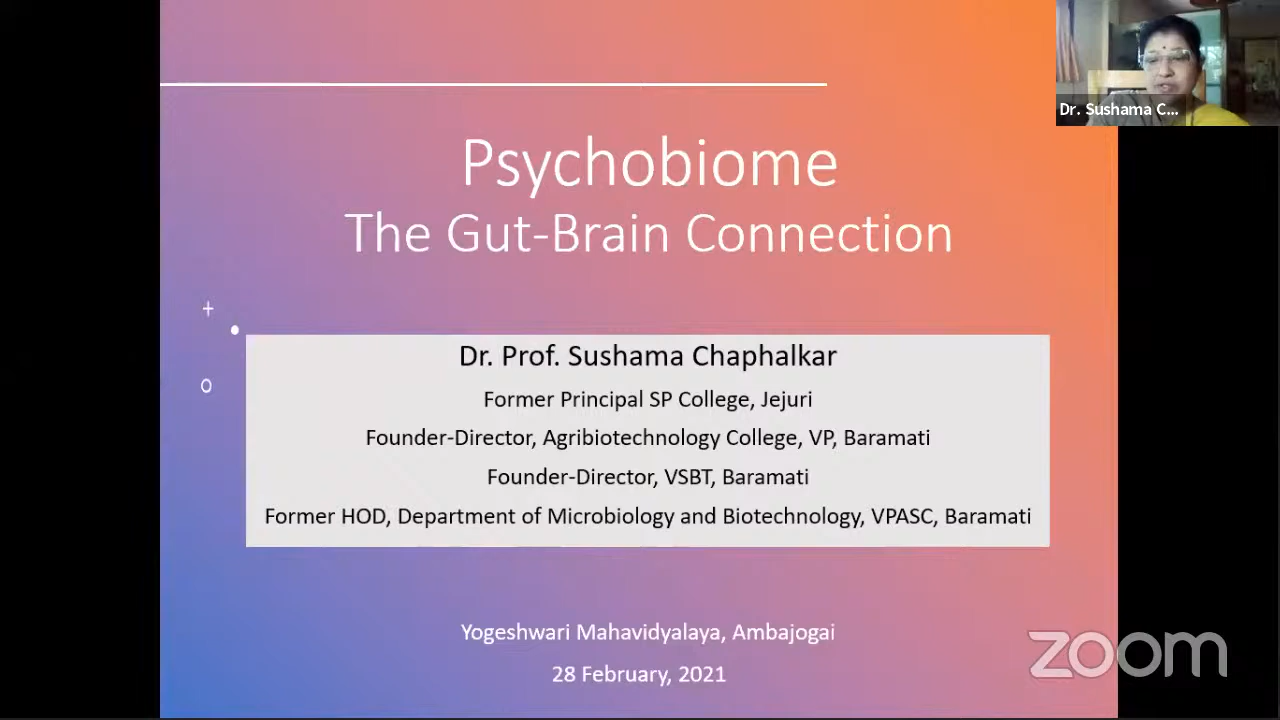 Dr. Sushama C...
Psychobiome
The Gut-Brain Connection
Dr. Prof. Sushama Chaphalkar
Former Principal SP College, Jejuri
Founder-Director, Agribiotechnology College, VP, Baramati
Founder-Director, VSBT, Baramati
Former HOD, Department of Microbiology and Biotechnology, VPASC, Baramati
Yogeshwari Mahavidyalaya, Ambajogai
28 February, 2021
zoom